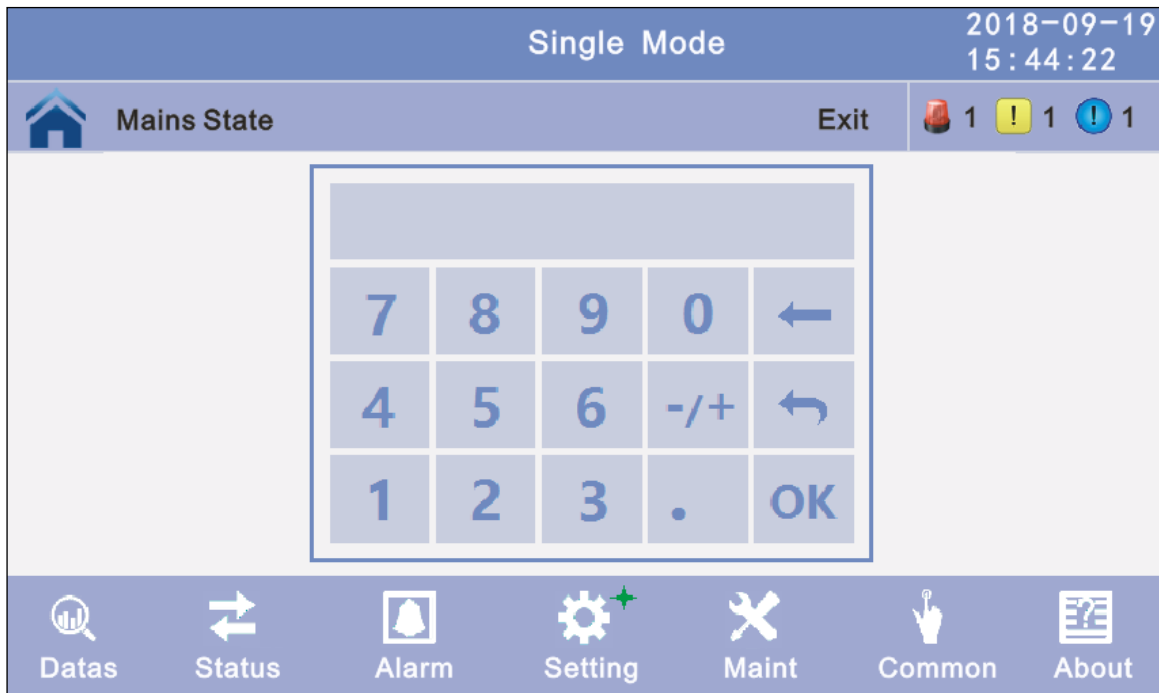 Single Mode
2018-09-19
15:44:22
Mains State
Exit
1
1
1
7 8 9 0
4 5 6 -/+
1 2 3 . OK
Datas Status Alarm Setting Maint Common About